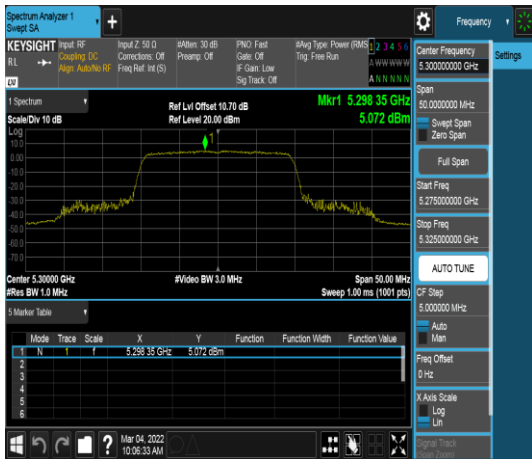 Spectrum Analyzer 1
Swept SA
+
Frequency
KEYSIGHT
RL
LXI
Input: RF
Coupling: DC
Align: Auto/No RF
Input Z: 50 Ω
Corrections: Off
Freq Ref: Int (S)
#Atten: 30 dB
Preamp: Off
PNO: Fast
Gate: Off
IF Gain: Low
Sig Track: Off
#Avg Type: Power (RMS
Trig: Free Run
1 2 3 4 5 6
A W W W W W
A N N N N N
1 Spectrum
Scale/Div 10 dB
Ref Lvl Offset 10.70 dB
Ref Level 20.00 dBm
Mkr1 5.298 35 GHz
5.072 dBm
Log
10.0
0.00
-10.0
-20.0
-30.0
-40.0
-50.0
-60.0
-70.0
1
Center 5.30000 GHz
#Res BW 1.0 MHz
#Video BW 3.0 MHz
Span 50.00 MHz
Sweep 1.00 ms (1001 pts)
5 Marker Table
Mode Trace Scale X Y Function Function Width Function Value
1 N 1 f 5.298 35 GHz 5.072 dBm
2
3
4
5
6
Mar 04, 2022
10:06:33 AM
?
Center Frequency
5.300000000 GHz
Settings
Span
50.0000000 MHz
Swept Span
Zero Span
Full Span
Start Freq
5.275000000 GHz
Stop Freq
5.325000000 GHz
AUTO TUNE
CF Step
5.000000 MHz
Auto
Man
Freq Offset
0 Hz
X Axis Scale
Log
Lin
Signal Track
(Span Zoom)